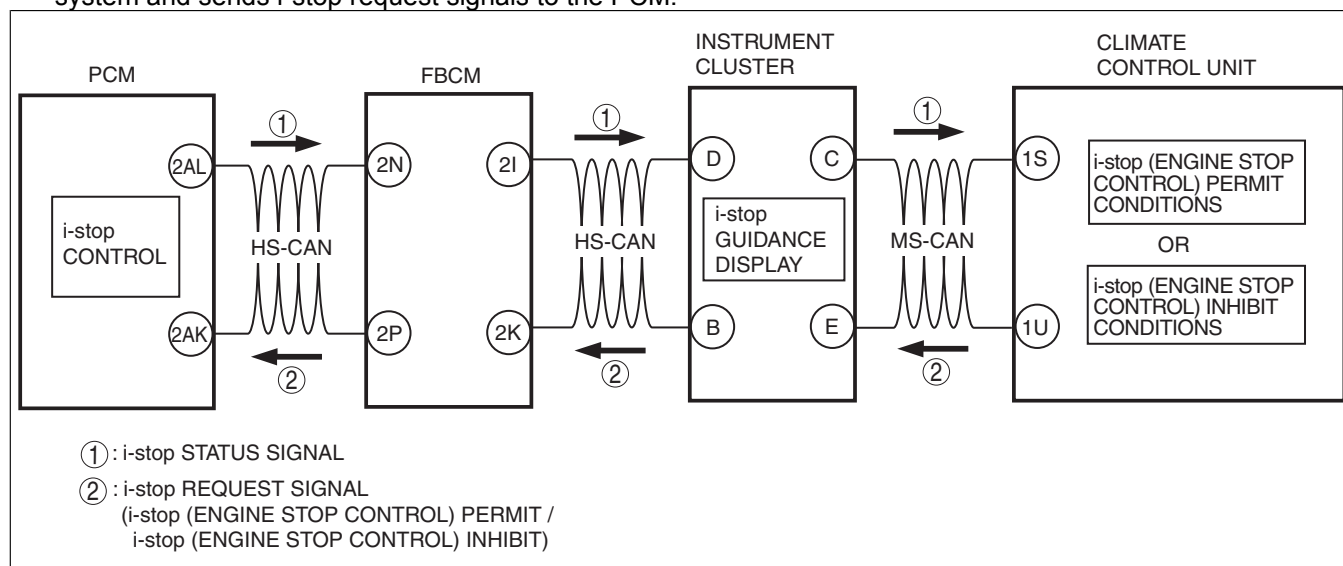 system and sends i-stop request signals to the PCM.
PCM
FBCM
INSTRUMENT
CLUSTER
CLIMATE
CONTROL UNIT
1
1
1
2AL
2N
2I
D
C
1S
i-stop
CONTROL
HS-CAN
HS-CAN
i-stop
GUIDANCE
DISPLAY
MS-CAN
i-stop (ENGINE STOP
CONTROL) PERMIT
CONDITIONS
OR
i-stop (ENGINE STOP
CONTROL) INHIBIT
CONDITIONS
2AK
2P
2K
B
E
1U
2
2
2
1 : i-stop STATUS SIGNAL
2 : i-stop REQUEST SIGNAL
(i-stop (ENGINE STOP CONTROL) PERMIT /
i-stop (ENGINE STOP CONTROL) INHIBIT)